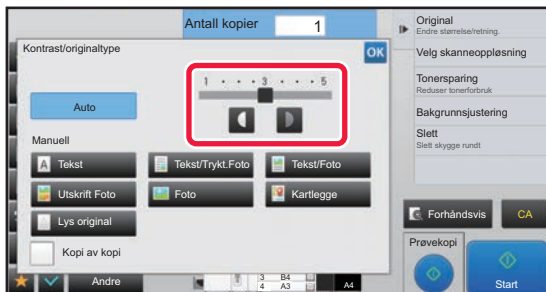 Antall kopier
1
Kontrast/originaltype
OK
1 3 5
Auto
Manuell
A Tekst
Tekst/Trykt.Foto
Tekst/Foto
Utskrift Foto
Foto
Kartlegge
Lys original
Kopi av kopi
Andre
3 B4
4 A3
A4
Original
Endre størrelse/retning.
Velg skanneoppløsning
Tonersparing
Reduser tonerforbruk
Bakgrunnsjustering
Slett
Slett skygge rundt
Forhåndsvis
CA
Prøvekopi
Start